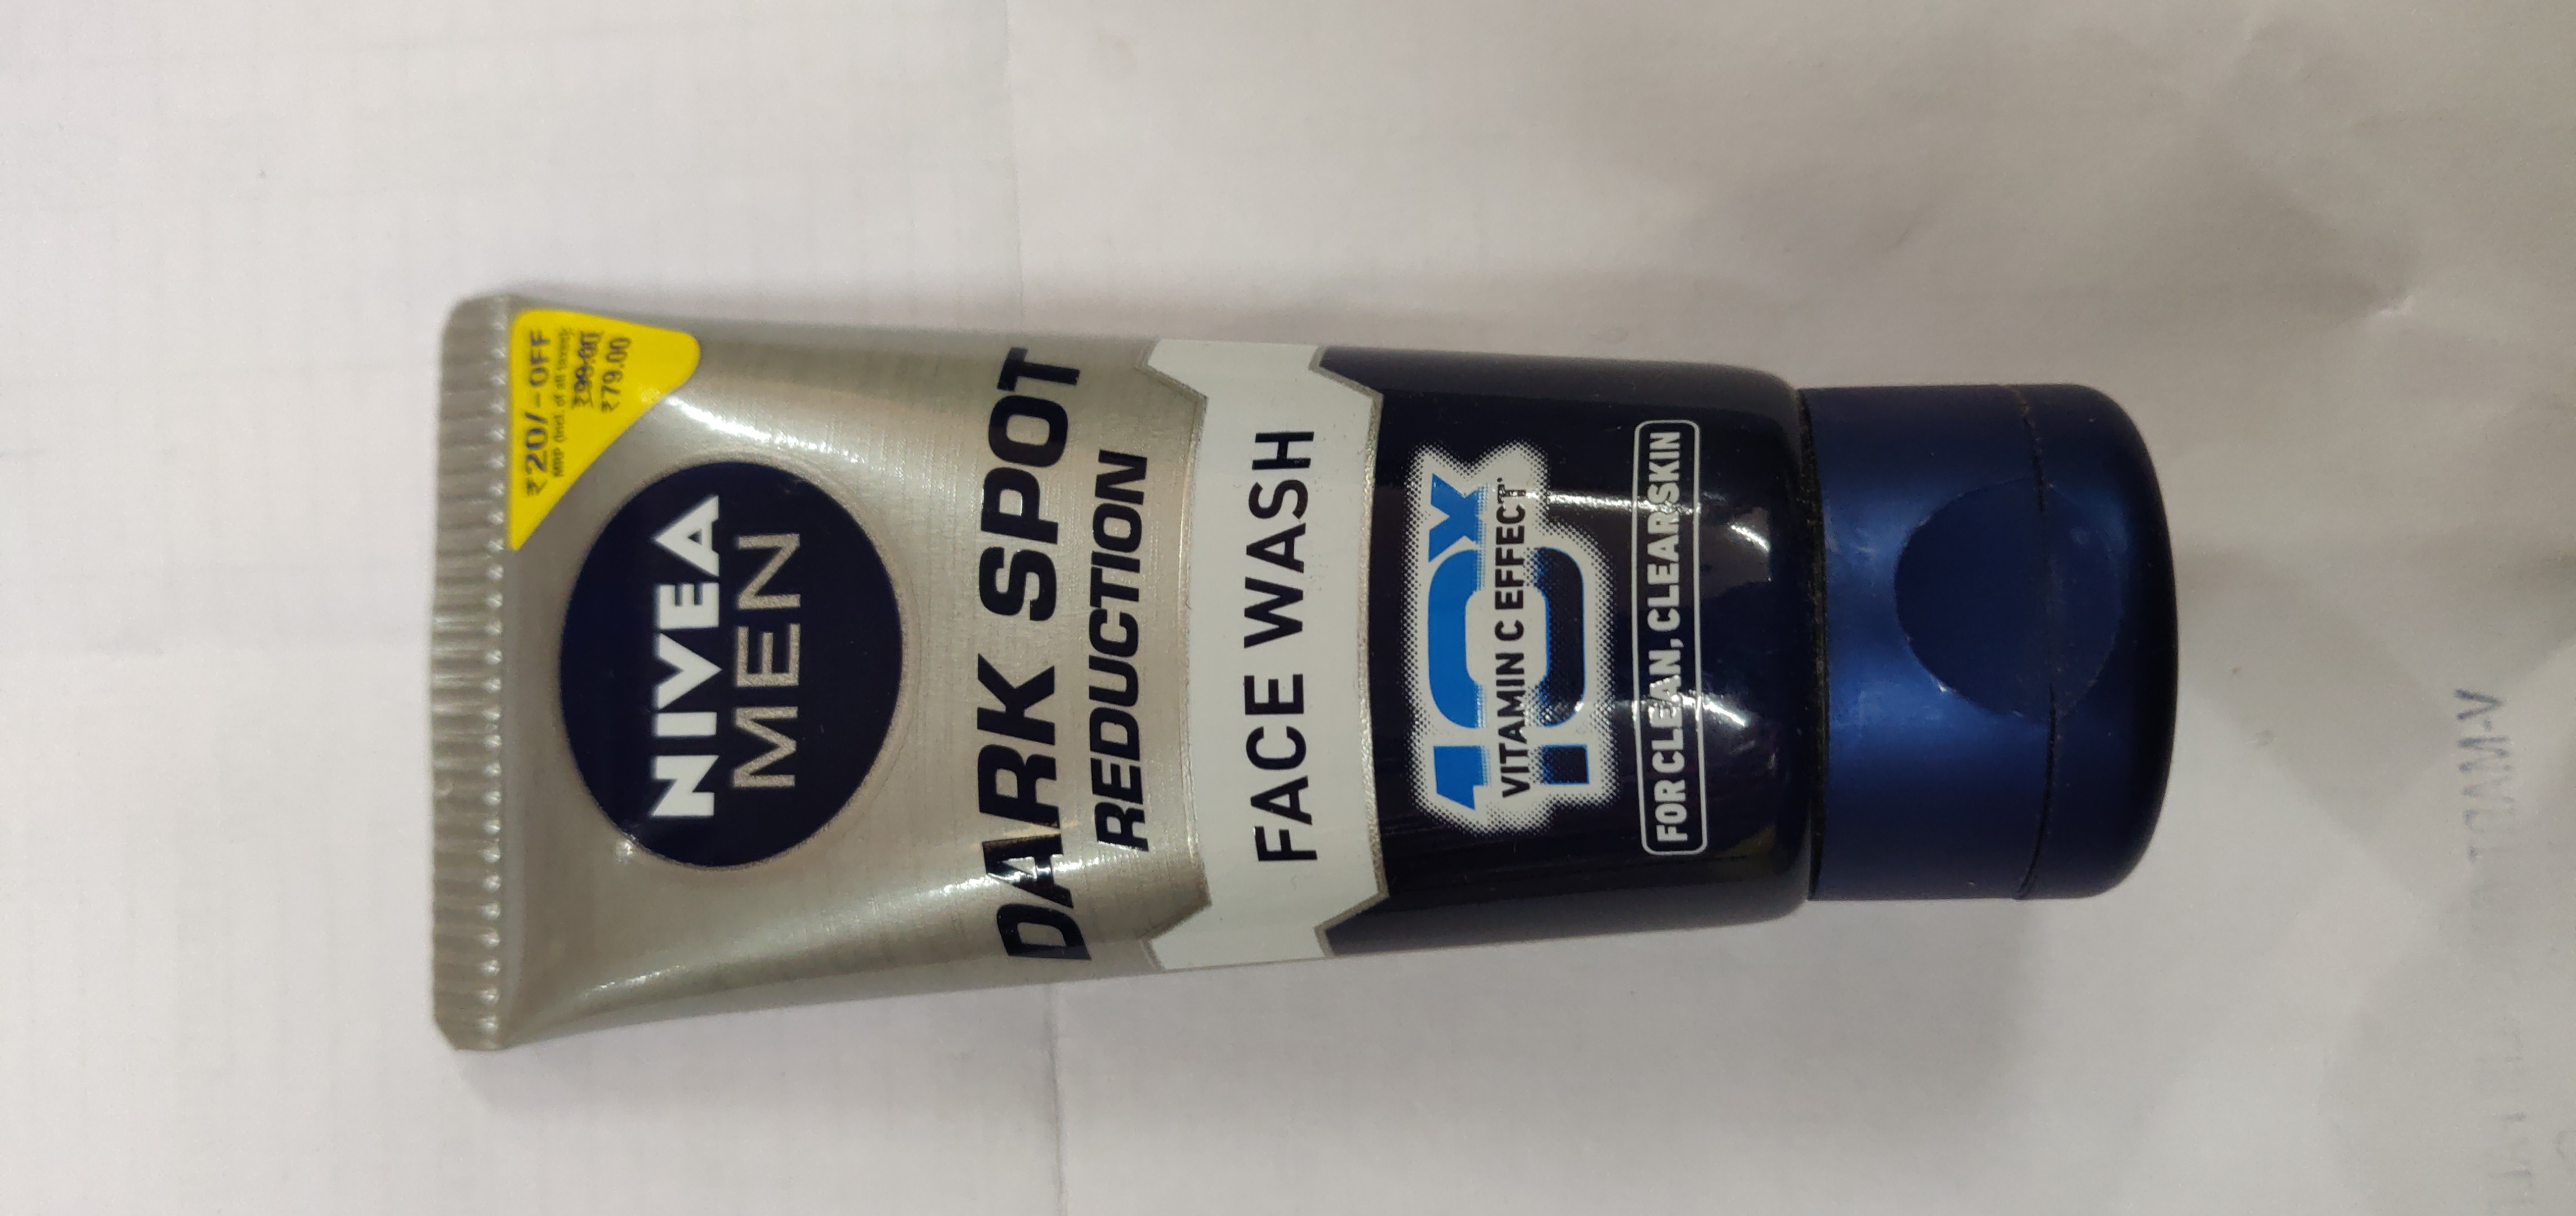 ₹20/- OFF
MRP (incl. of all taxes):
₹99.00
₹79.00
NIVEA
MEN
DARK SPOT
REDUCTION
FACE WASH
10X
VITAMIN C EFFECT*
FOR CLEAN, CLEAR SKIN